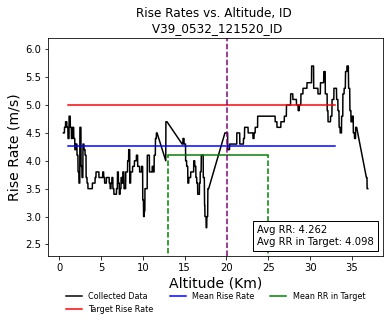 Rise Rates vs. Altitude, ID
V39_0532_121520_ID
Rise Rate (m/s)
6.0
5.5
5.0
4.5
4.0
3.5
3.0
2.5
Avg RR: 4.262
Avg RR in Target: 4.098
0 5 10 15 20 25 30 35
Altitude (Km)
Collected Data Mean Rise Rate Mean RR in Target
Target Rise Rate